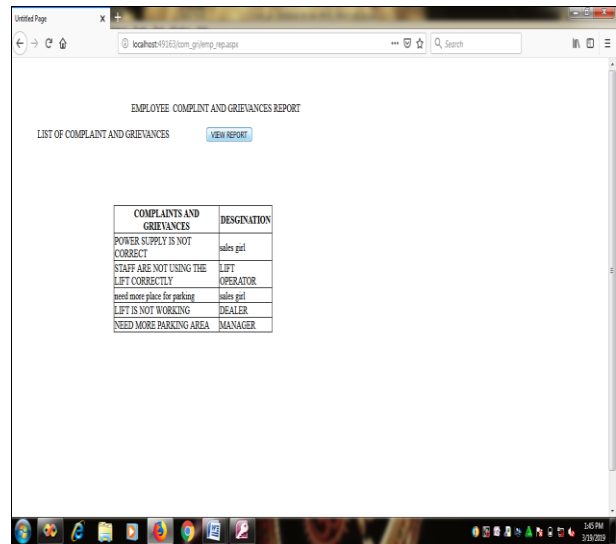 Untitled Page
localhost:49163/com_gri/emp_rep.aspx
Search
EMPLOYEE COMPLINT AND GRIEVANCES REPORT
LIST OF COMPLAINT AND GRIEVANCES VIEW REPORT
COMPLAINTS AND GRIEVANCES DESGINATION
POWER SUPPLY IS NOT CORRECT sales girl
STAFF ARE NOT USING THE LIFT CORRECTLY LIFT OPERATOR
need more place for parking sales girl
LIFT IS NOT WORKING DEALER
NEED MORE PARKING AREA MANAGER
1:45 PM
3/19/2019